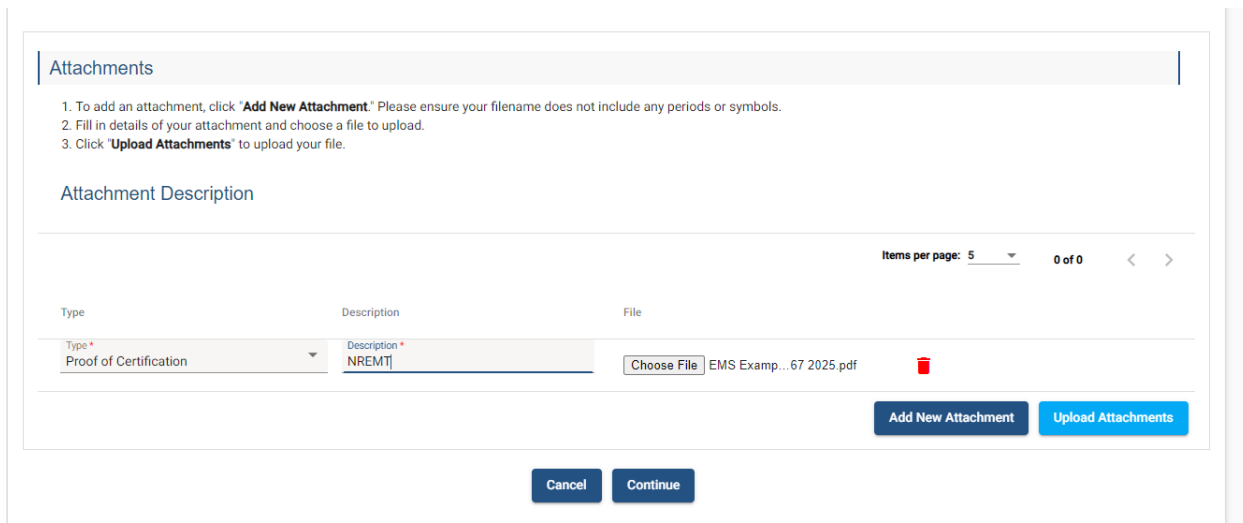 Attachments
1. To add an attachment, click "Add New Attachment." Please ensure your filename does not include any periods or symbols.
2. Fill in details of your attachment and choose a file to upload.
3. Click "Upload Attachments" to upload your file.
Attachment Description
Items per page: 5 0 of 0
Type Description File
Type * Description *
Proof of Certification NREMT Choose File EMS Examp...67 2025.pdf
Add New Attachment Upload Attachments
Cancel Continue